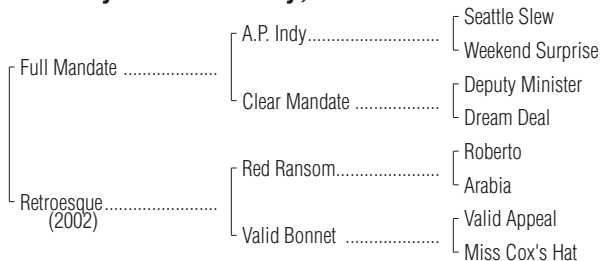 Seattle Slew
A.P. Indy..............................
Weekend Surprise
Full Mandate .....................
Deputy Minister
Clear Mandate ...................
Dream Deal
Roberto
Red Ransom.......................
Arabia
Retroesque.........................
(2002)
Valid Appeal
Valid Bonnet .....................
Miss Cox's Hat